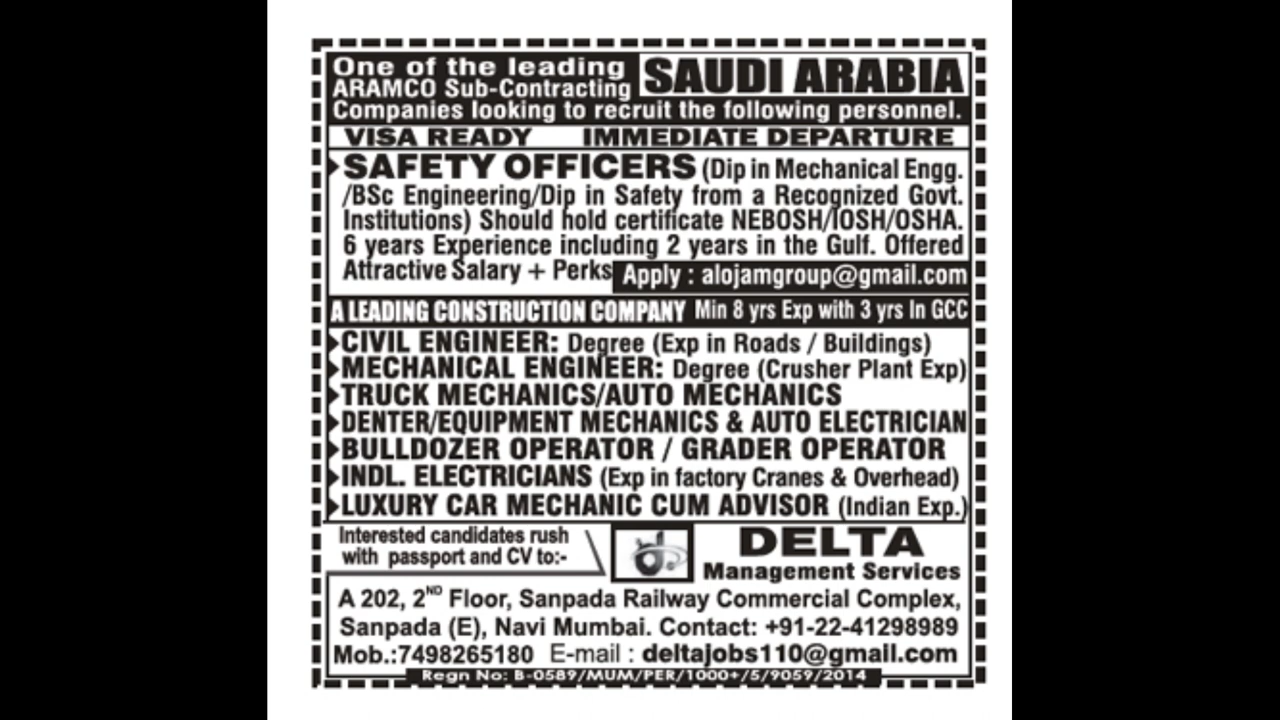 One of the leading SAUDI ARABIA
ARAMCO Sub-Contracting
Companies looking to recruit the following personnel.
VISA READY IMMEDIATE DEPARTURE
SAFETY OFFICERS (Dip in Mechanical Engg.
/BSc Engineering/Dip in Safety from a Recognized Govt.
Institutions) Should hold certificate NEBOSH/IOSH/OSHA.
6 years Experience including 2 years in the Gulf. Offered
Attractive Salary + Perks Apply : alojamgroup@gmail.com
A LEADING CONSTRUCTION COMPANY Min 8 yrs Exp with 3 yrs In GCC
CIVIL ENGINEER: Degree (Exp in Roads / Buildings)
MECHANICAL ENGINEER: Degree (Crusher Plant Exp)
TRUCK MECHANICS/AUTO MECHANICS
DENTER/EQUIPMENT MECHANICS & AUTO ELECTRICIAN
BULLDOZER OPERATOR / GRADER OPERATOR
INDL. ELECTRICIANS (Exp in factory Cranes & Overhead)
LUXURY CAR MECHANIC CUM ADVISOR (Indian Exp.)
Interested candidates rush
with passport and CV to:-
DELTA
Management Services
A 202, 2ND Floor, Sanpada Railway Commercial Complex,
Sanpada (E), Navi Mumbai. Contact: +91-22-41298989
Mob.:7498265180 E-mail : deltajobs110@gmail.com
Regn No: B-0589/MUM/PER/1000+/5/9059/2014